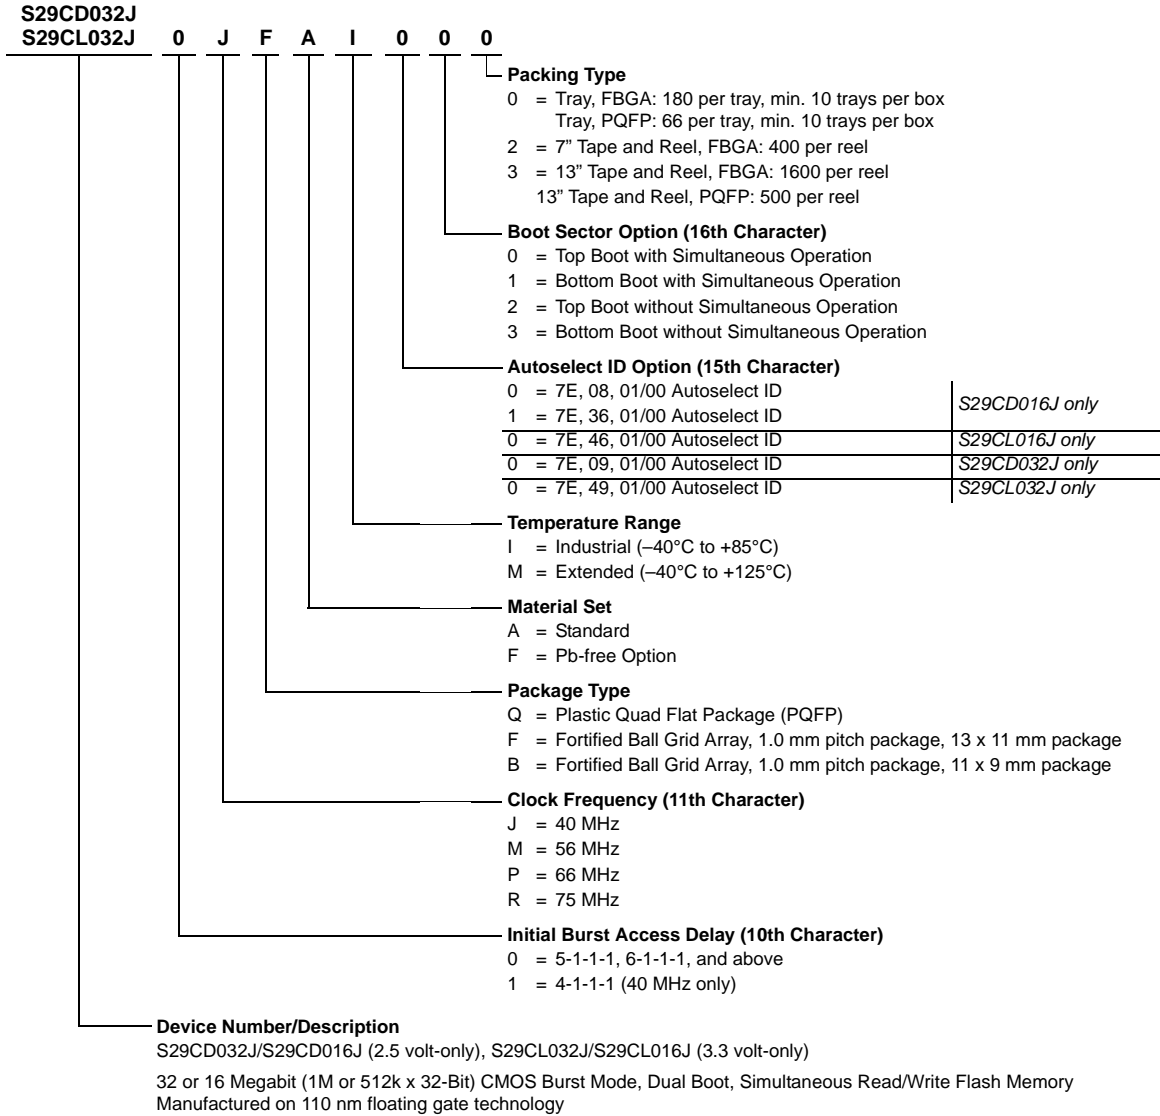 S29CD032J
S29CL032J 0 J F A I 0 0 0
Packing Type
0 = Tray, FBGA: 180 per tray, min. 10 trays per box
Tray, PQFP: 66 per tray, min. 10 trays per box
2 = 7” Tape and Reel, FBGA: 400 per reel
3 = 13” Tape and Reel, FBGA: 1600 per reel
13” Tape and Reel, PQFP: 500 per reel
Boot Sector Option (16th Character)
0 = Top Boot with Simultaneous Operation
1 = Bottom Boot with Simultaneous Operation
2 = Top Boot without Simultaneous Operation
3 = Bottom Boot without Simultaneous Operation
Autoselect ID Option (15th Character)
0 = 7E, 08, 01/00 Autoselect ID
1 = 7E, 36, 01/00 Autoselect ID
S29CD016J only
0 = 7E, 46, 01/00 Autoselect ID S29CL016J only
0 = 7E, 09, 01/00 Autoselect ID S29CD032J only
0 = 7E, 49, 01/00 Autoselect ID S29CL032J only
Temperature Range
I = Industrial (–40°C to +85°C)
M = Extended (–40°C to +125°C)
Material Set
A = Standard
F = Pb-free Option
Package Type
Q = Plastic Quad Flat Package (PQFP)
F = Fortified Ball Grid Array, 1.0 mm pitch package, 13 x 11 mm package
B = Fortified Ball Grid Array, 1.0 mm pitch package, 11 x 9 mm package
Clock Frequency (11th Character)
J = 40 MHz
M = 56 MHz
P = 66 MHz
R = 75 MHz
Initial Burst Access Delay (10th Character)
0 = 5-1-1-1, 6-1-1-1, and above
1 = 4-1-1-1 (40 MHz only)
Device Number/Description
S29CD032J/S29CD016J (2.5 volt-only), S29CL032J/S29CL016J (3.3 volt-only)
32 or 16 Megabit (1M or 512k x 32-Bit) CMOS Burst Mode, Dual Boot, Simultaneous Read/Write Flash Memory
Manufactured on 110 nm floating gate technology